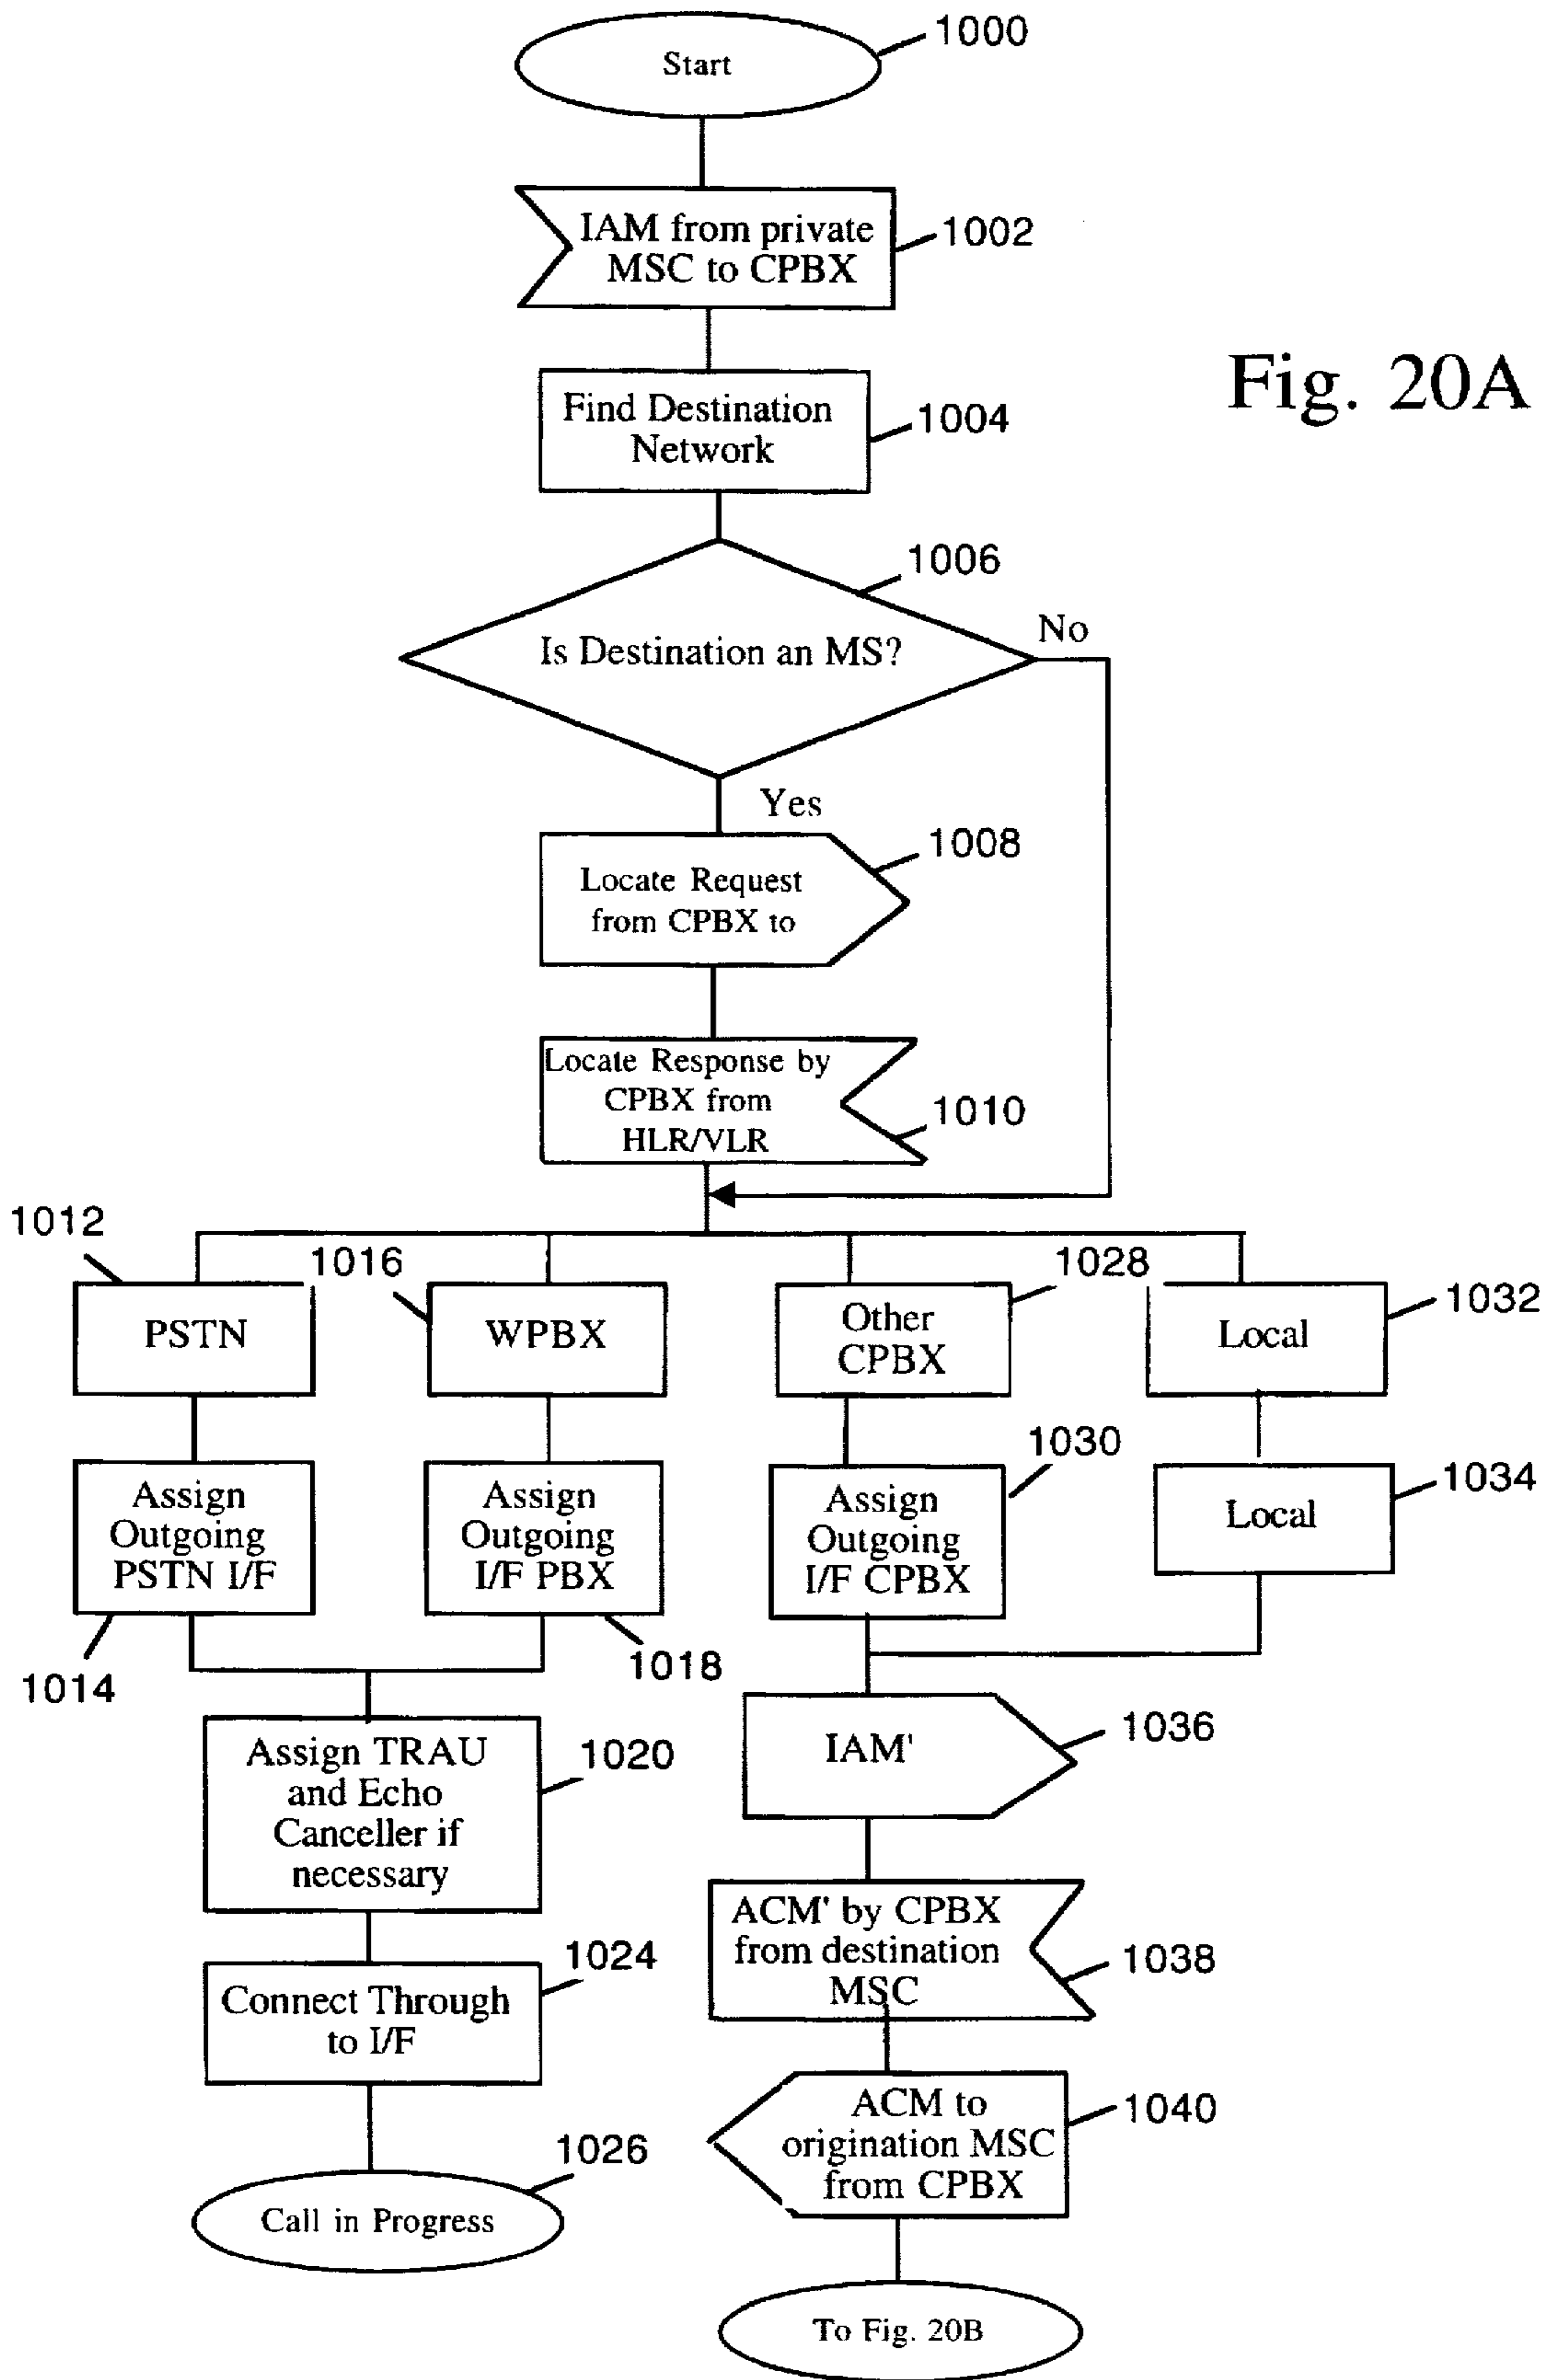 1000
Start
IAM from private
MSC to CPBX
1002
Fig. 20A
Find Destination
Network
1004
1006
Is Destination an MS?
No
Yes
1008
Locate Request
from CPBX to
Locate Response by
CPBX from
HLR/VLR
1010
1012
1016
1028
1032
PSTN
WPBX
Other
CPBX
Local
1030
1034
Assign
Outgoing
PSTN I/F
Assign
Outgoing
I/F PBX
Assign
Outgoing
I/F CPBX
Local
1014
1018
Assign TRAU
and Echo
Canceller if
necessary
1020
IAM'
1036
1024
Connect Through
to I/F
ACM' by CPBX
from destination
MSC
1038
1026
Call in Progress
ACM to
origination MSC
from CPBX
1040
To Fig. 20B